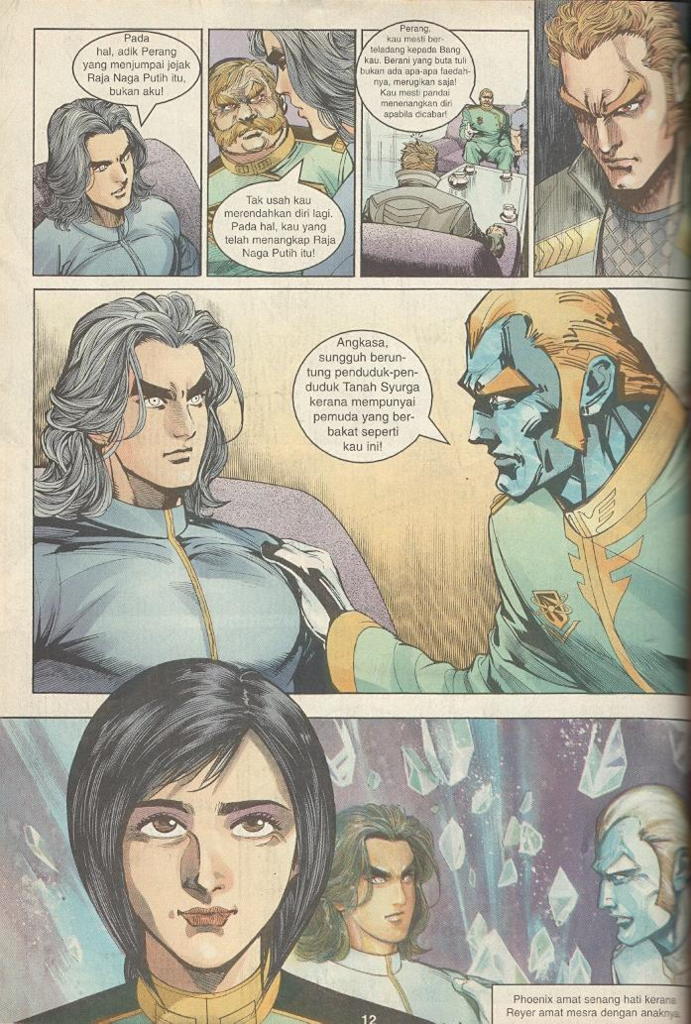 Pada
hal, adik Perang
yang menjumpai jejak
Raja Naga Putih itu,
bukan aku!
Tak usah kau
merendahkan diri lagi.
Pada hal, kau yang
telah menangkap Raja
Naga Putih itu!
Perang,
kau mesti ber-
teladang kepada Bang
kau. Berani yang buta tuli
bukan ada apa-apa faedah-
nya, merugikan saja!
Kau mesti pandai
menenangkan diri
apabila dicabar!
Angkasa,
sungguh berun-
tung penduduk-pen-
duduk Tanah Syurga
kerana mempunyai
pemuda yang ber-
bakat seperti
kau ini!
Phoenix amat senang hati kerana
Reyer amat mesra dengan anaknya.
12